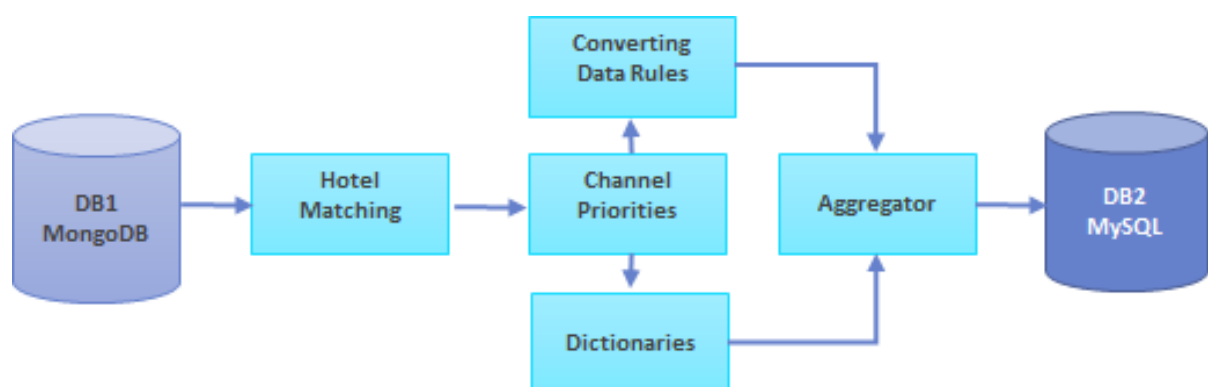 Converting
Data Rules
DB1
MongoDB
Hotel
Matching
Channel
Priorities
Aggregator
DB2
MySQL
Dictionaries